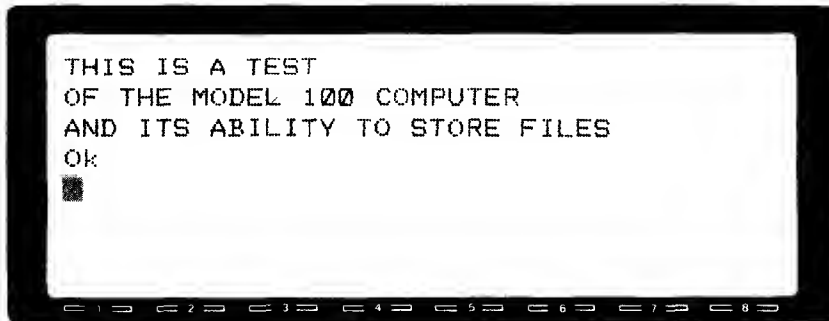 THIS IS A TEST
OF THE MODEL 100 COMPUTER
AND ITS ABILITY TO STORE FILES
Ok
1 2 3 4 5 6 7 8